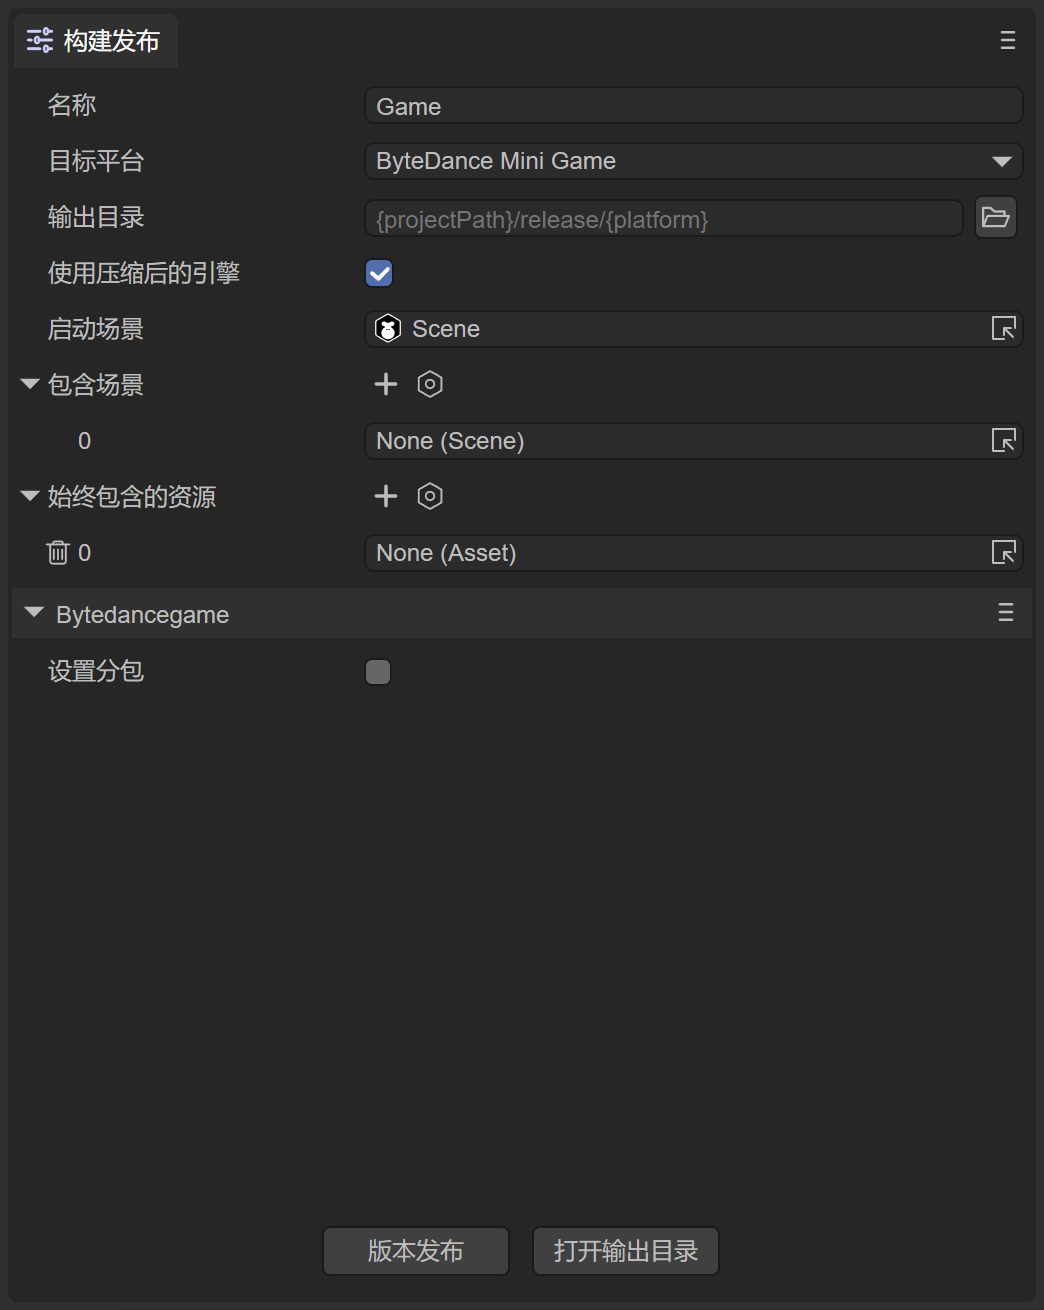 构建发布
名称 Game
目标平台 ByteDance Mini Game
输出目录 {projectPath}/release/{platform}
使用压缩后的引擎
启动场景 Scene
包含场景
0 None (Scene)
始终包含的资源
0 None (Asset)
Bytedancegame
设置分包
版本发布 打开输出目录